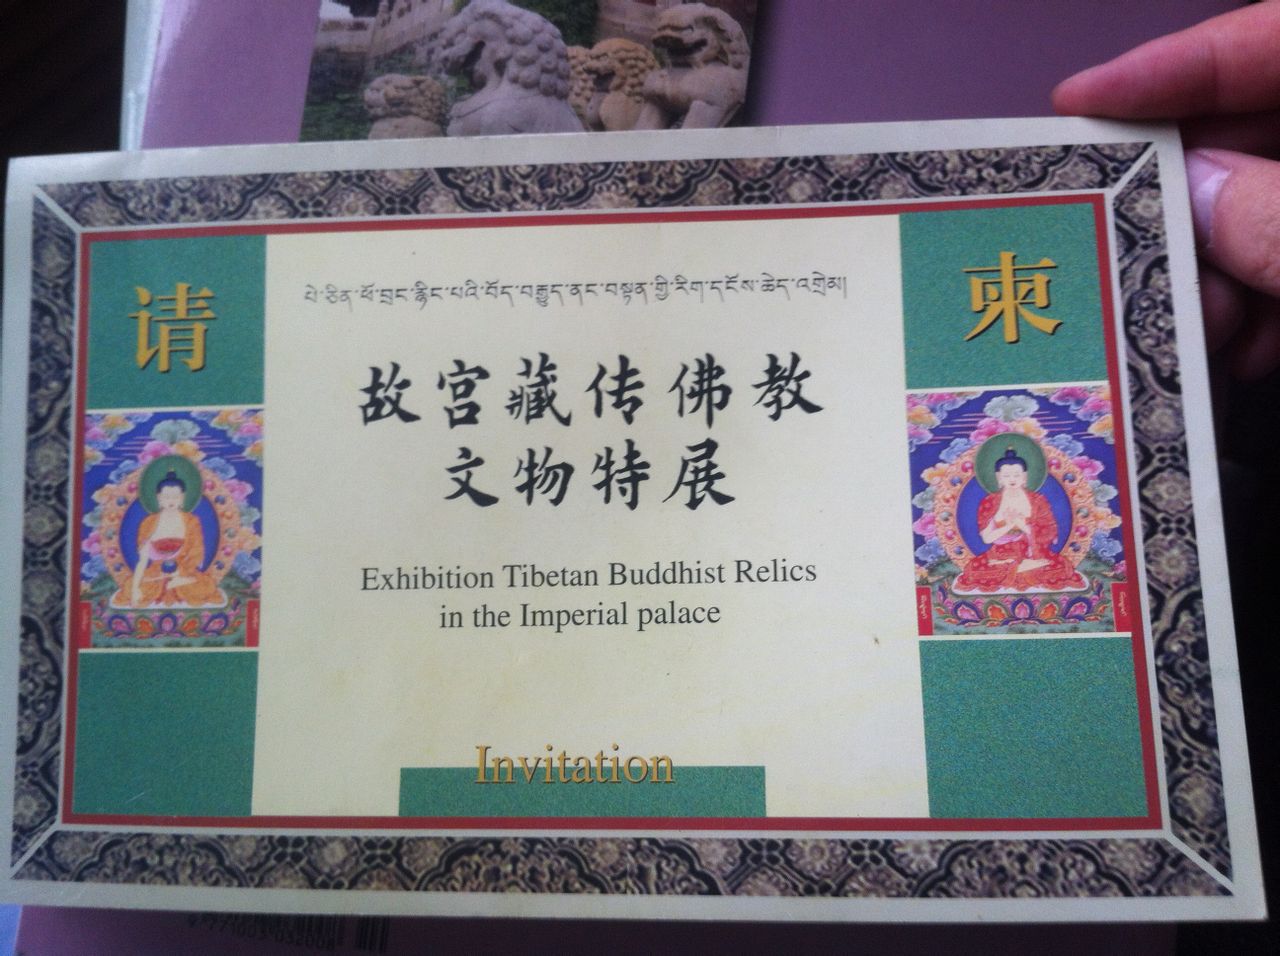 请
柬
པེ་ཅིན་ཕོ་བྲང་རྙིང་པའི་བོད་བརྒྱུད་ནང་བསྟན་གྱི་རིག་དངོས་ཆེད་འགྲེམ།
故宫藏传佛教
文物特展
Exhibition Tibetan Buddhist Relics
in the Imperial palace
Invitation